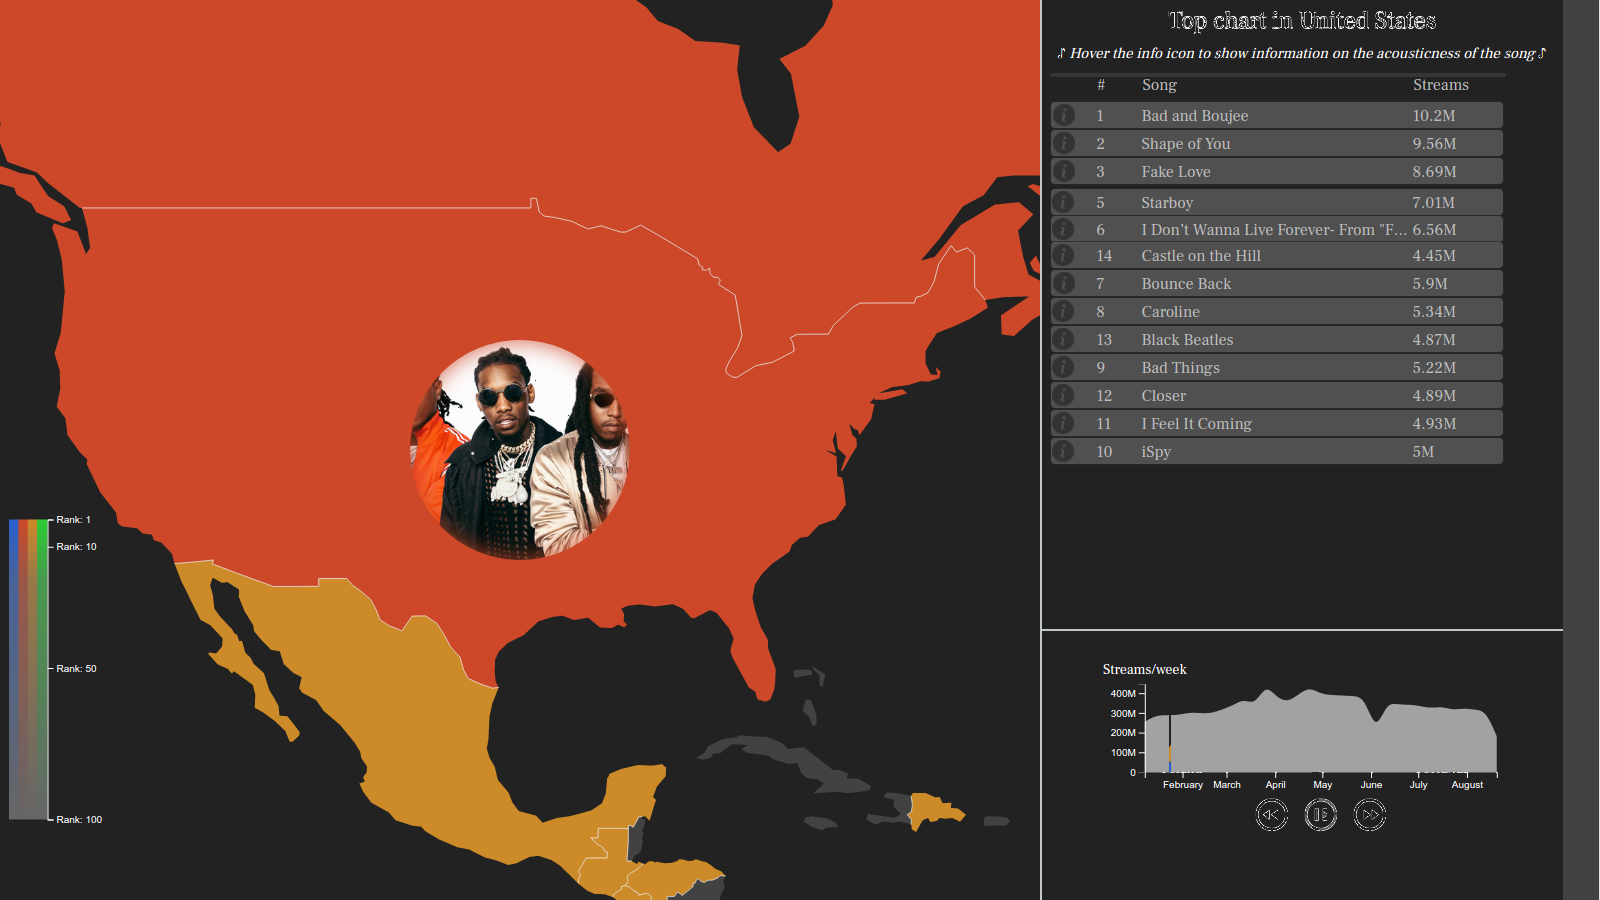 Top chart in United States
♪ Hover the info icon to show information on the acousticness of the song ♪
# Song Streams
1 Bad and Boujee 10.2M
2 Shape of You 9.56M
3 Fake Love 8.69M
5 Starboy 7.01M
6 I Don't Wanna Live Forever- From "F... 6.56M
14 Castle on the Hill 4.45M
7 Bounce Back 5.9M
8 Caroline 5.34M
13 Black Beatles 4.87M
9 Bad Things 5.22M
12 Closer 4.89M
11 I Feel It Coming 4.93M
10 iSpy 5M
Rank: 1
Rank: 10
Rank: 50
Rank: 100
Streams/week
400M
300M
200M
100M
0
February March April May June July August